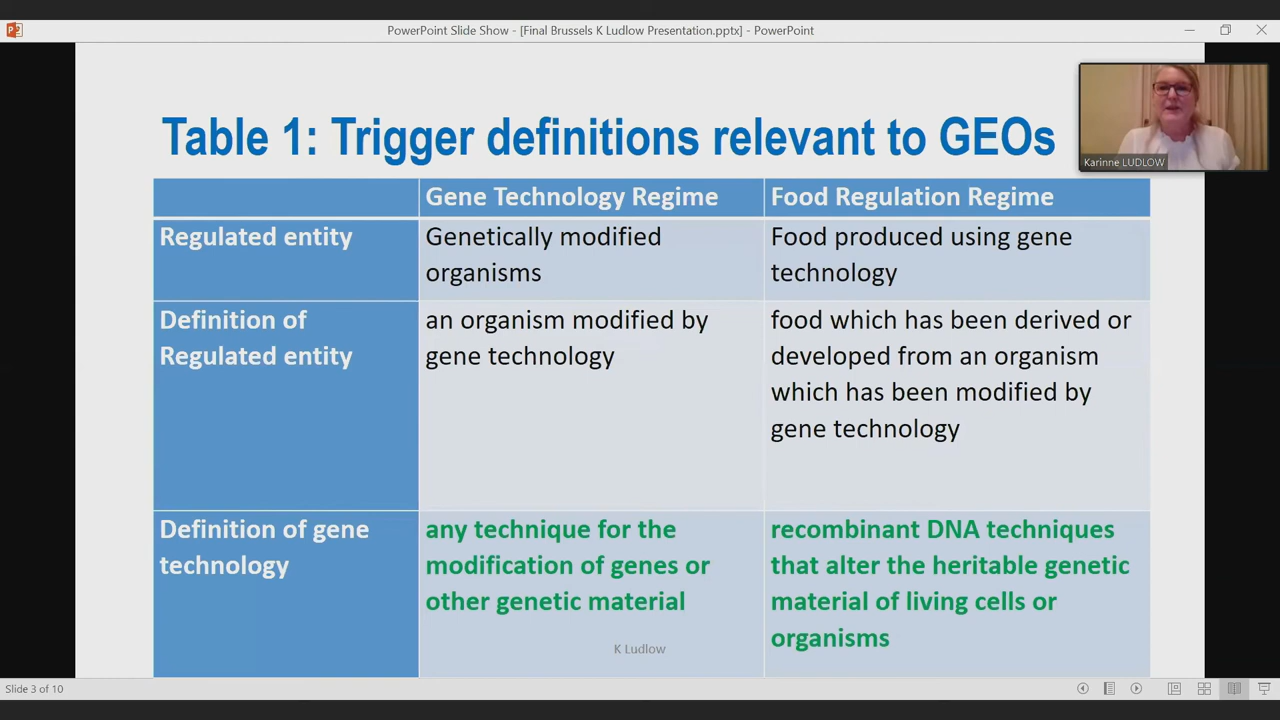 PowerPoint Slide Show - [Final Brussels K Ludlow Presentation.pptx] - PowerPoint
Table 1: Trigger definitions relevant to GEOs
Karinne LUDLOW
Gene Technology Regime
Food Regulation Regime
Regulated entity
Genetically modified
organisms
Food produced using gene
technology
Definition of
Regulated entity
an organism modified by
gene technology
food which has been derived or
developed from an organism
which has been modified by
gene technology
Definition of gene
technology
any technique for the
modification of genes or
other genetic material
recombinant DNA techniques
that alter the heritable genetic
material of living cells or
organisms
K Ludlow
Slide 3 of 10